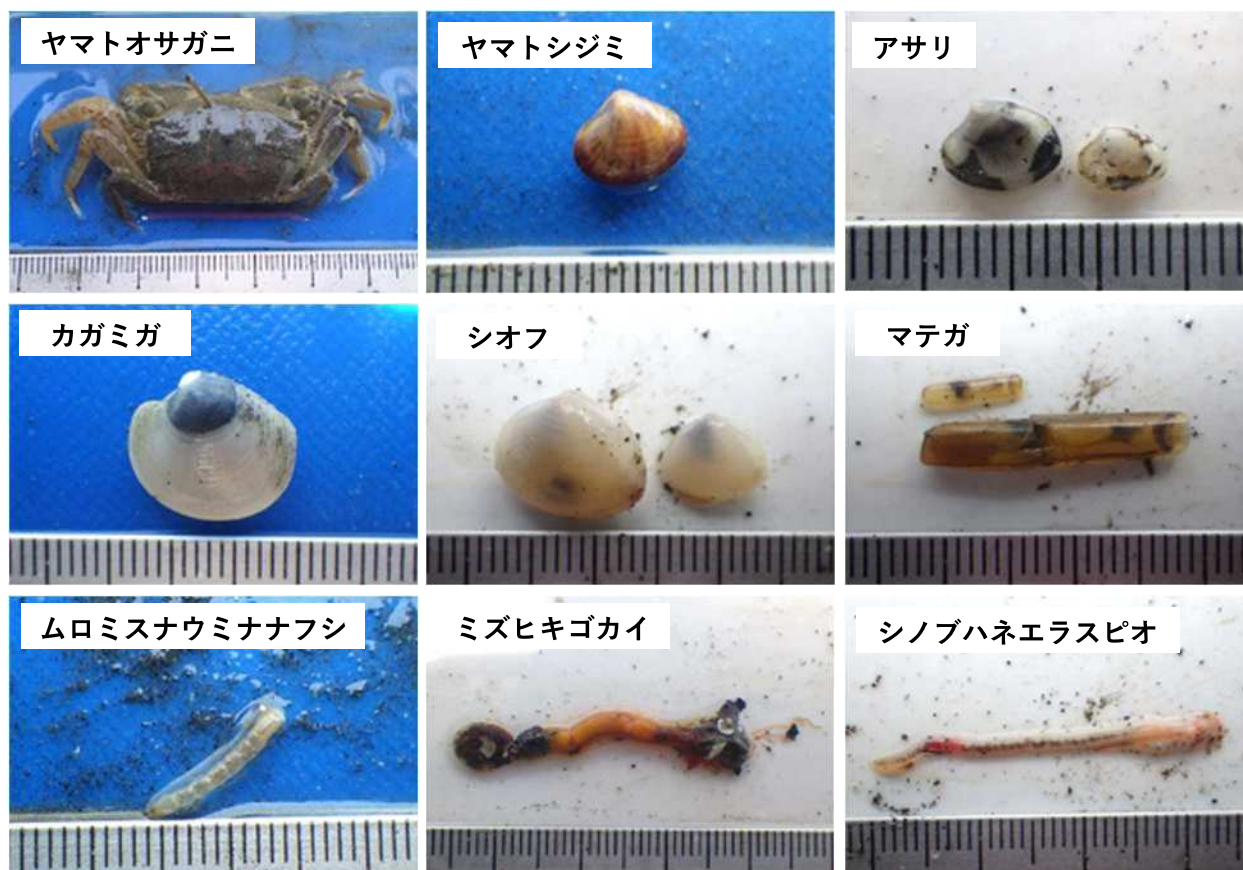 ヤマトオサガニ
ヤマトシジミ
アサリ
カガミガ
シオフ
マテガ
ムロミスナウミナナフシ
ミズヒキゴカイ
シノブハネエラスピオ